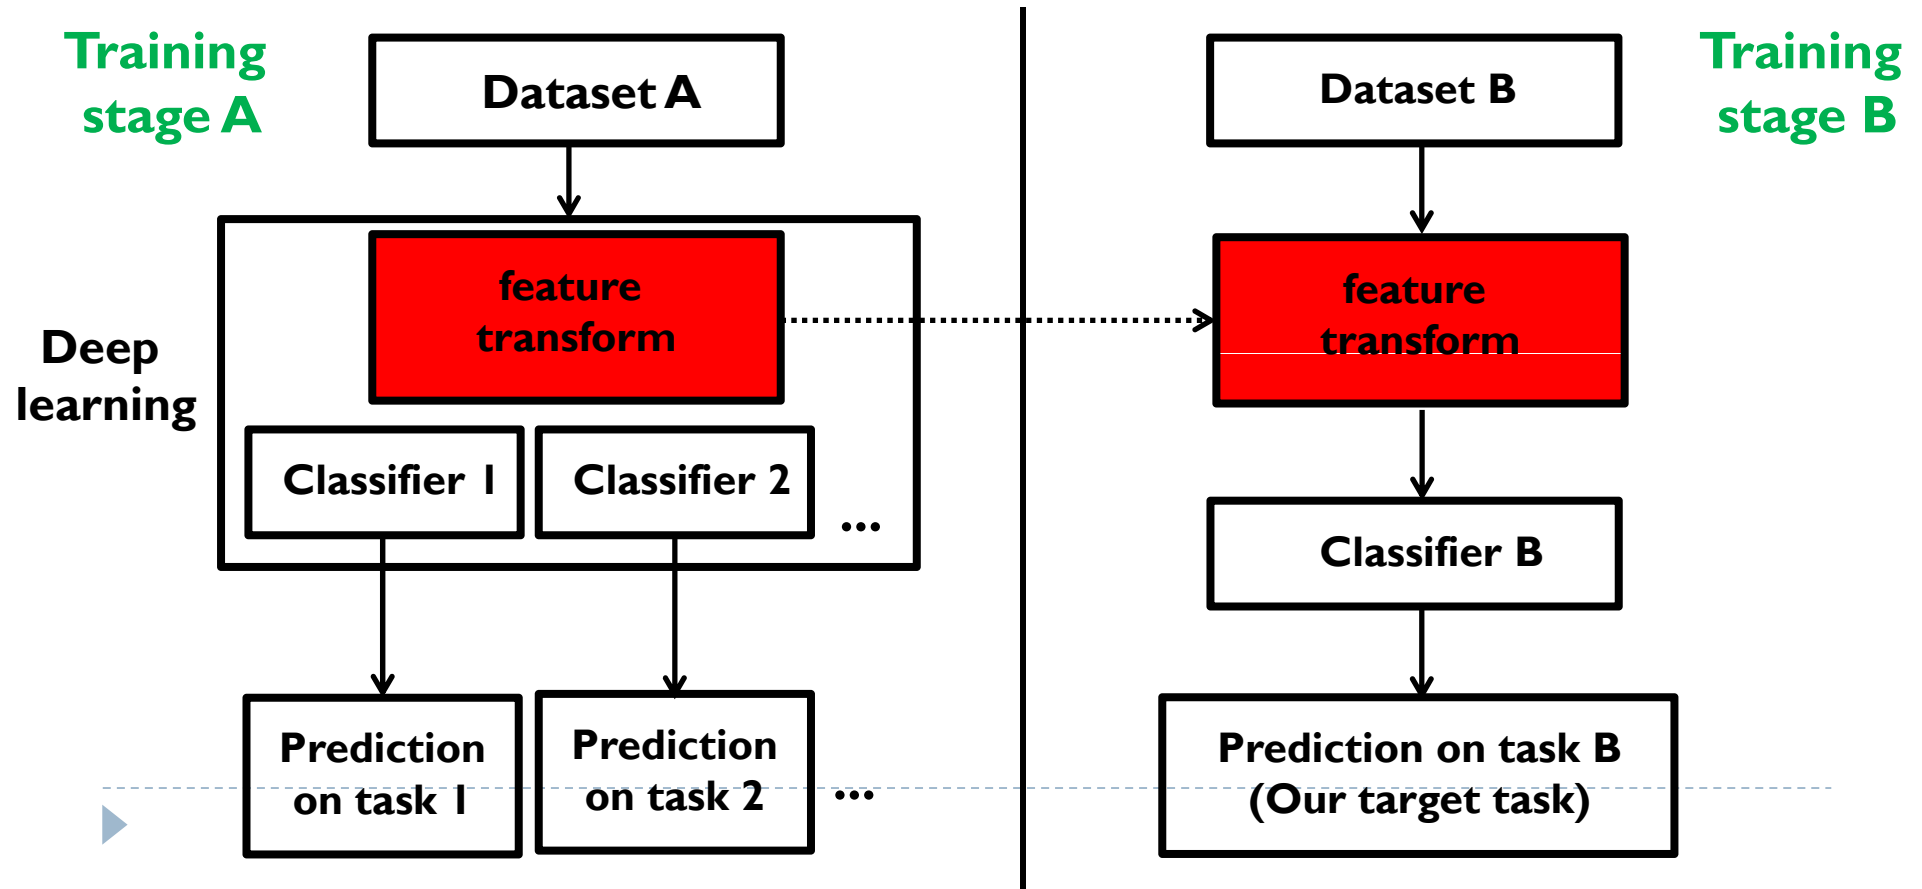 Training
stage A
Dataset A
Deep
learning
feature
transform
Classifier 1
Classifier 2
...
Prediction
on task 1
Prediction
on task 2
...
Training
stage B
Dataset B
feature
transform
Classifier B
Prediction on task B
(Our target task)